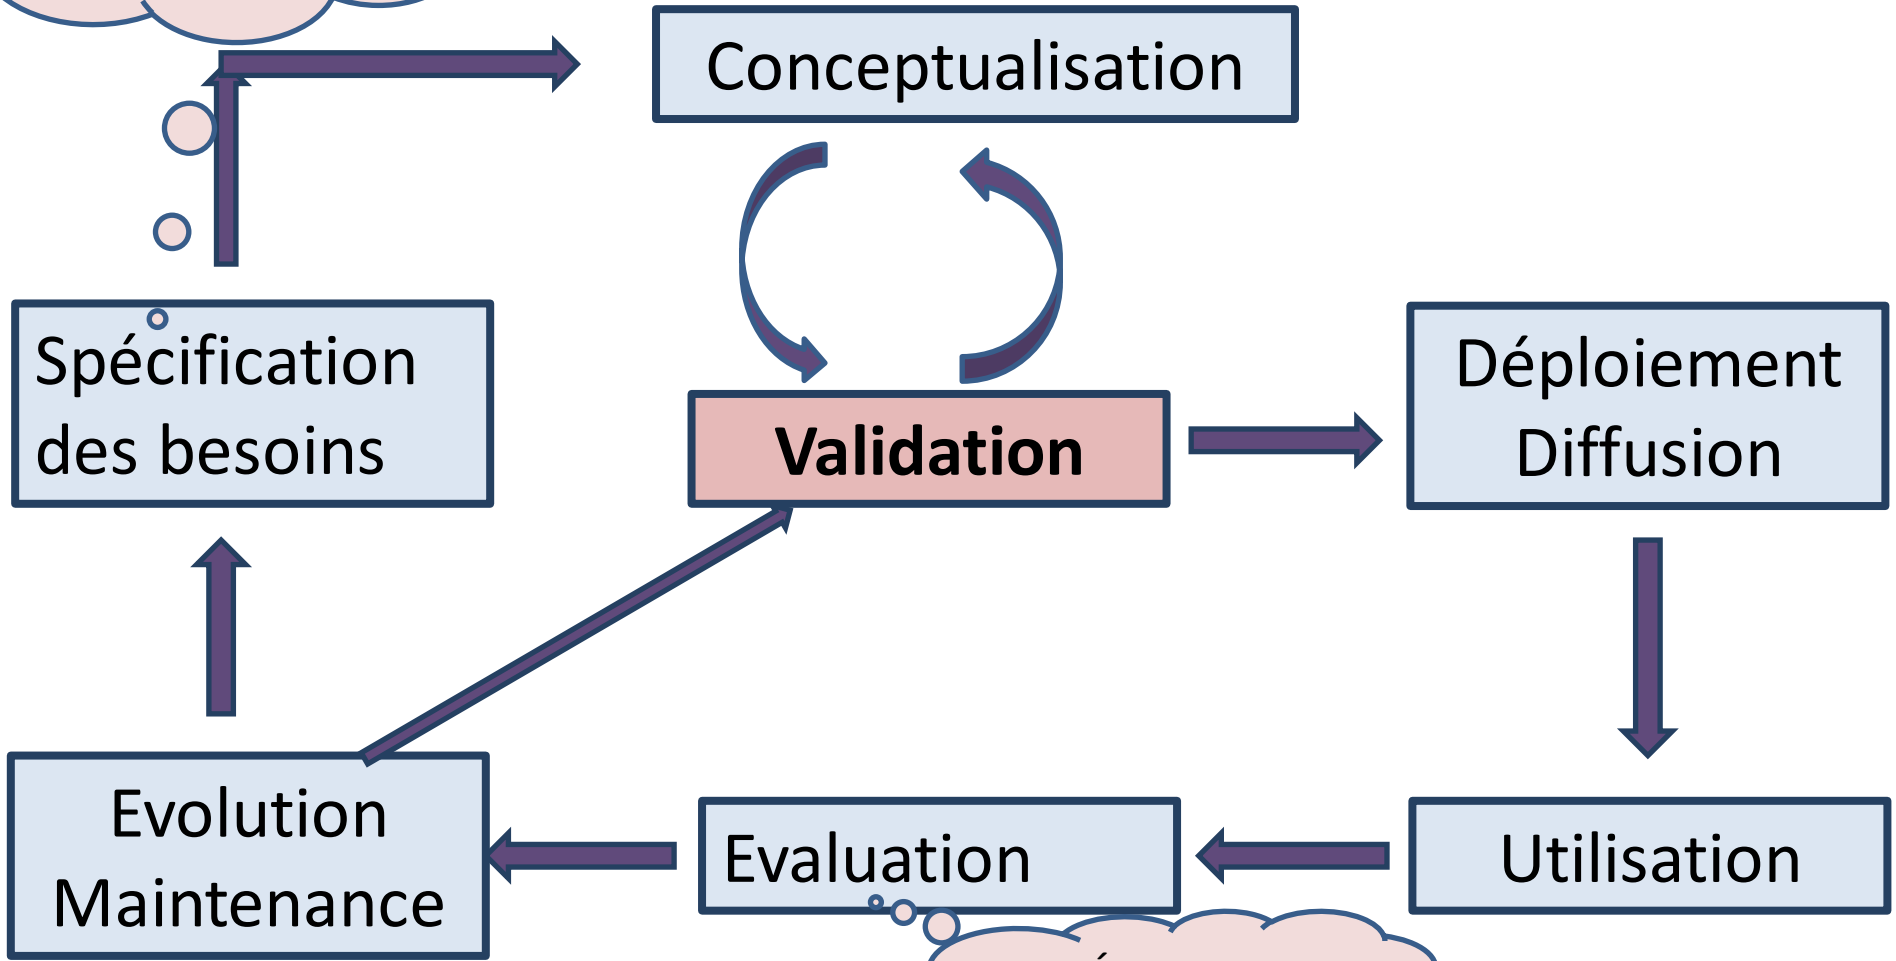 Conceptualisation
Spécification
des besoins
Validation
Déploiement
Diffusion
Evolution
Maintenance
Evaluation
Utilisation